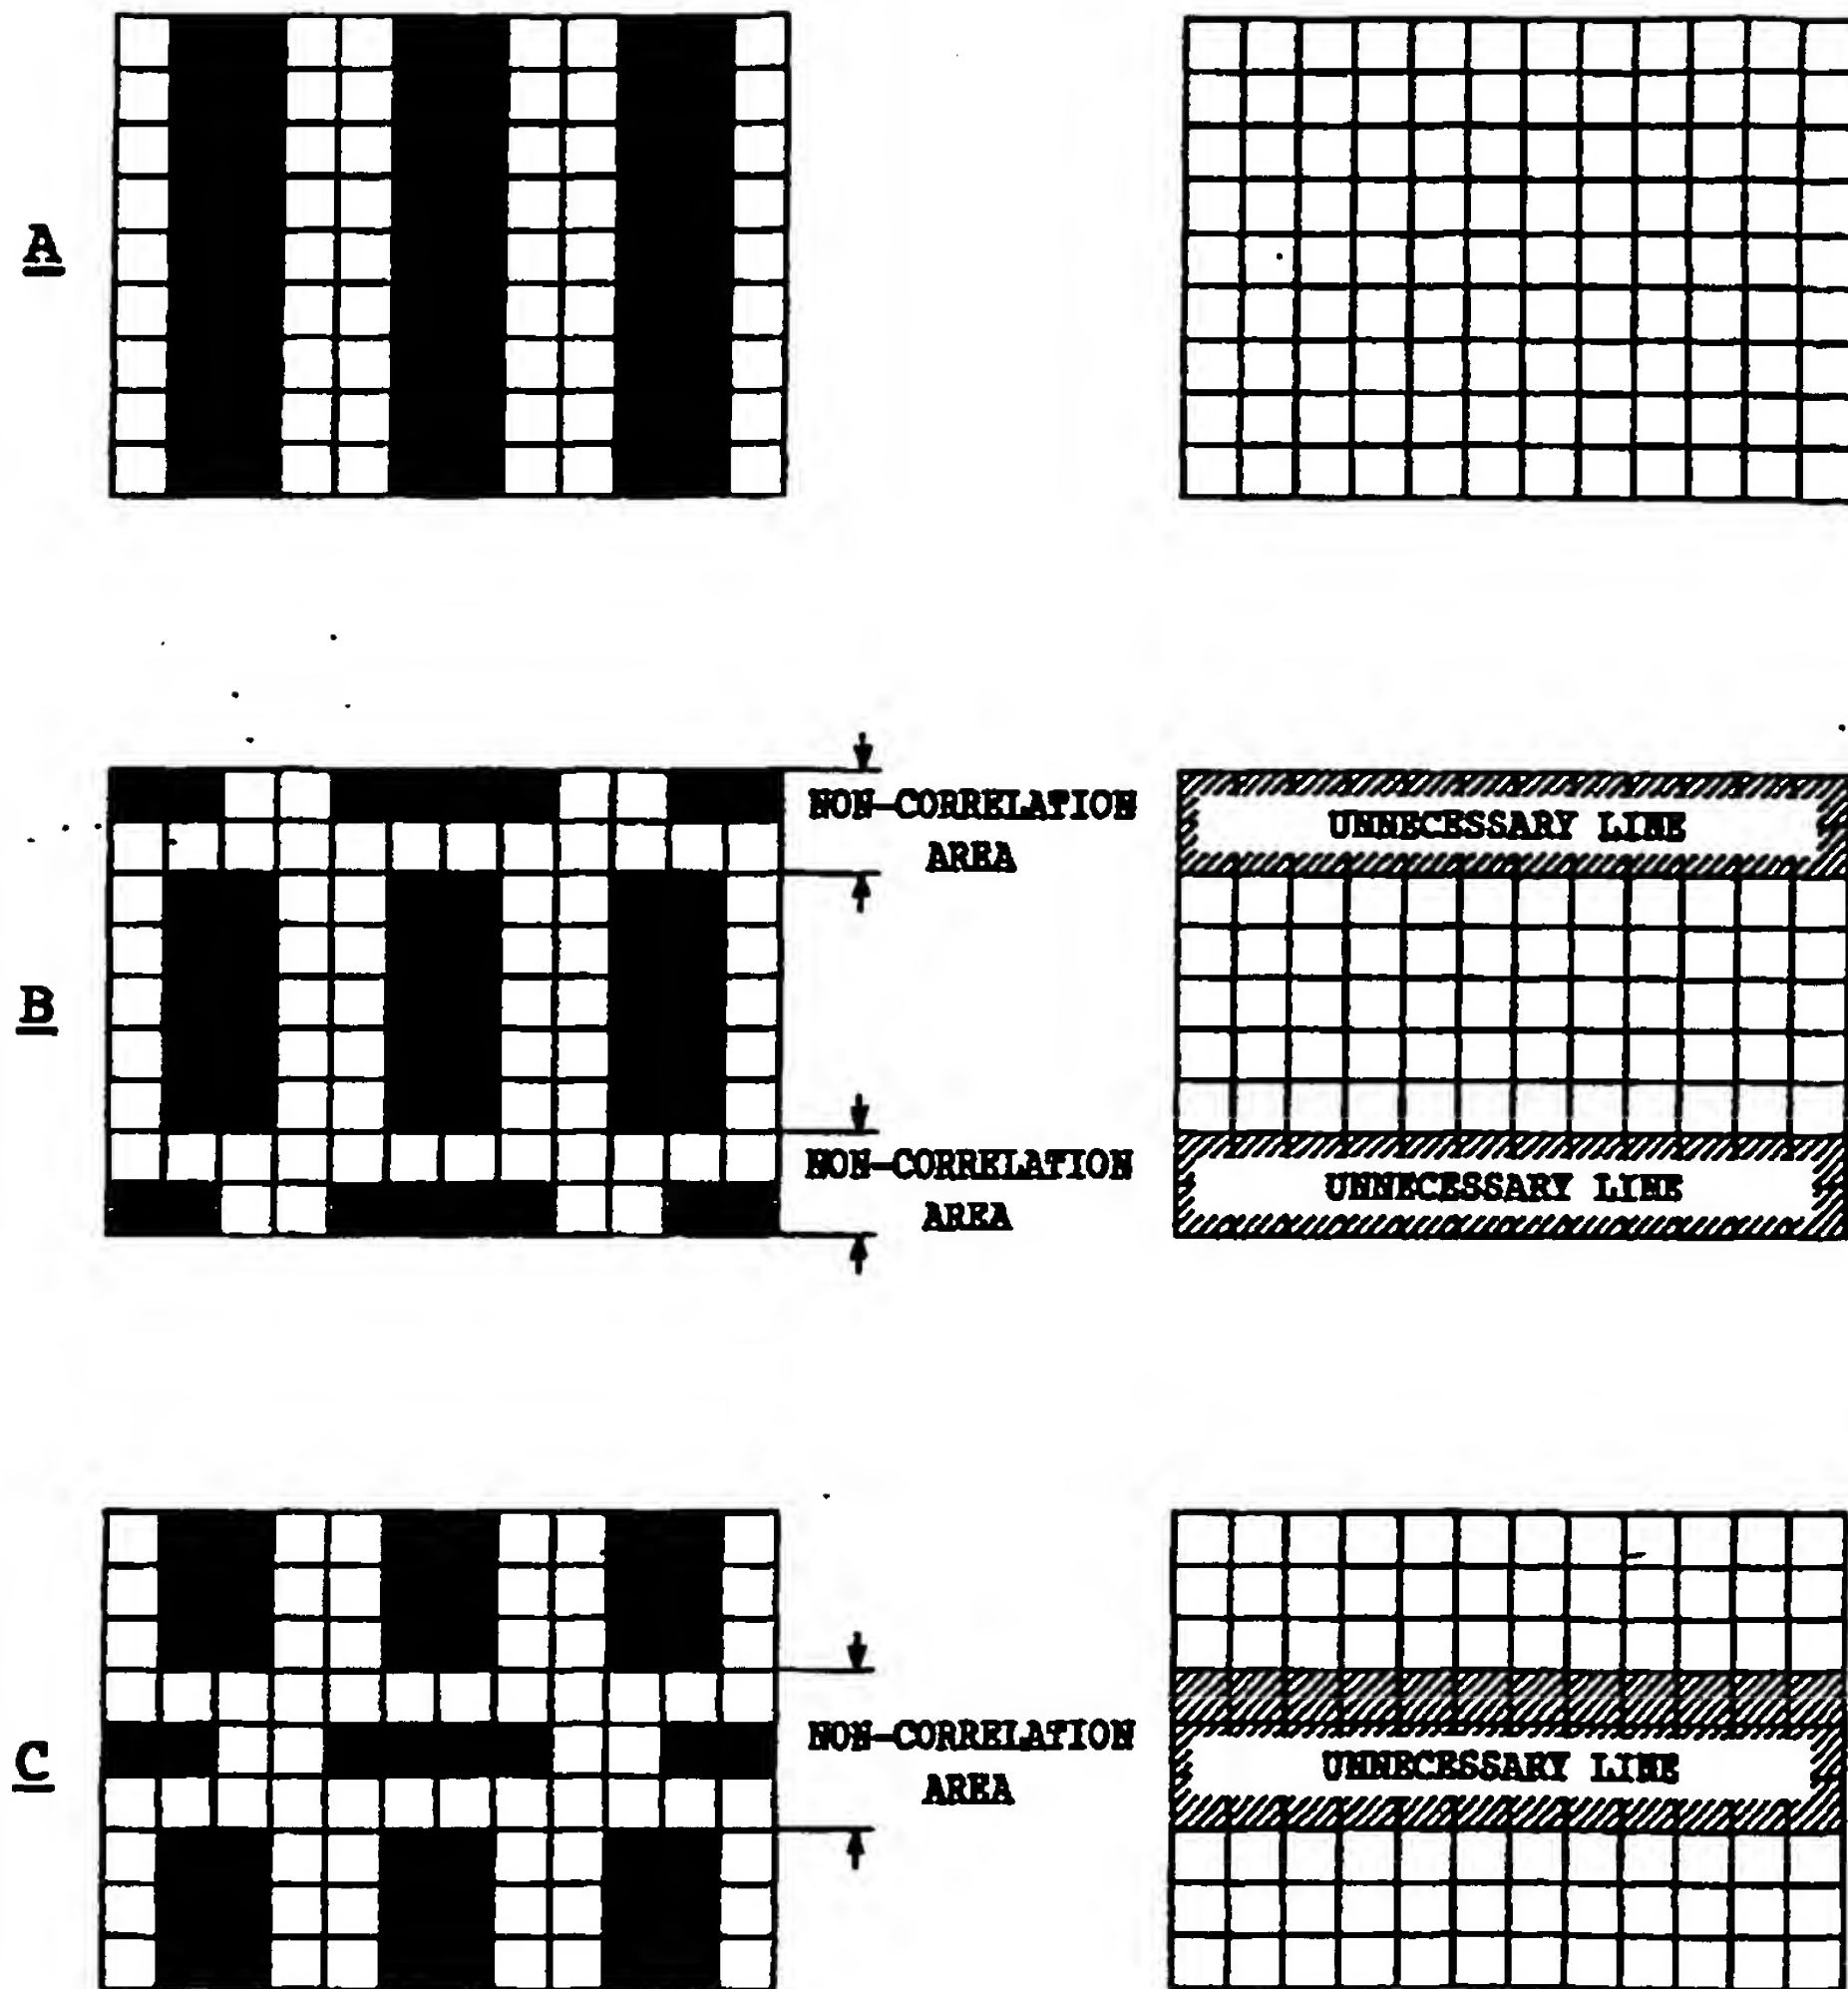 A
B
NON-CORRELATION
AREA
UNNECESSARY LINE
NON-CORRELATION
AREA
UNNECESSARY LINE
C
NON-CORRELATION
AREA
UNNECESSARY LINE